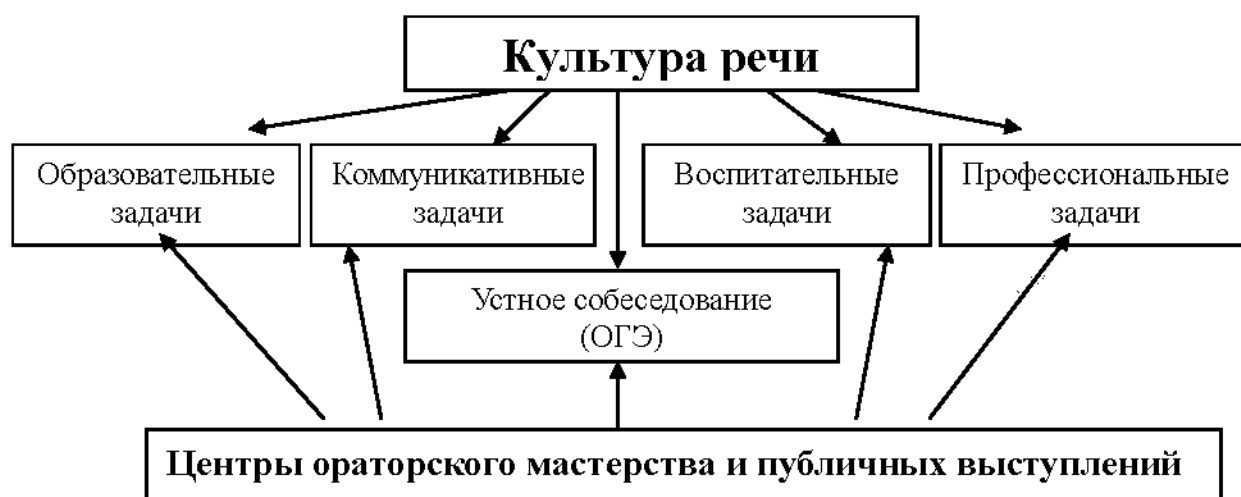 Культура речи
Образовательные
задачи
Коммуникативные
задачи
Воспитательные
задачи
Профессиональные
задачи
Устное собеседование
(ОГЭ)
Центры ораторского мастерства и публичных выступлений